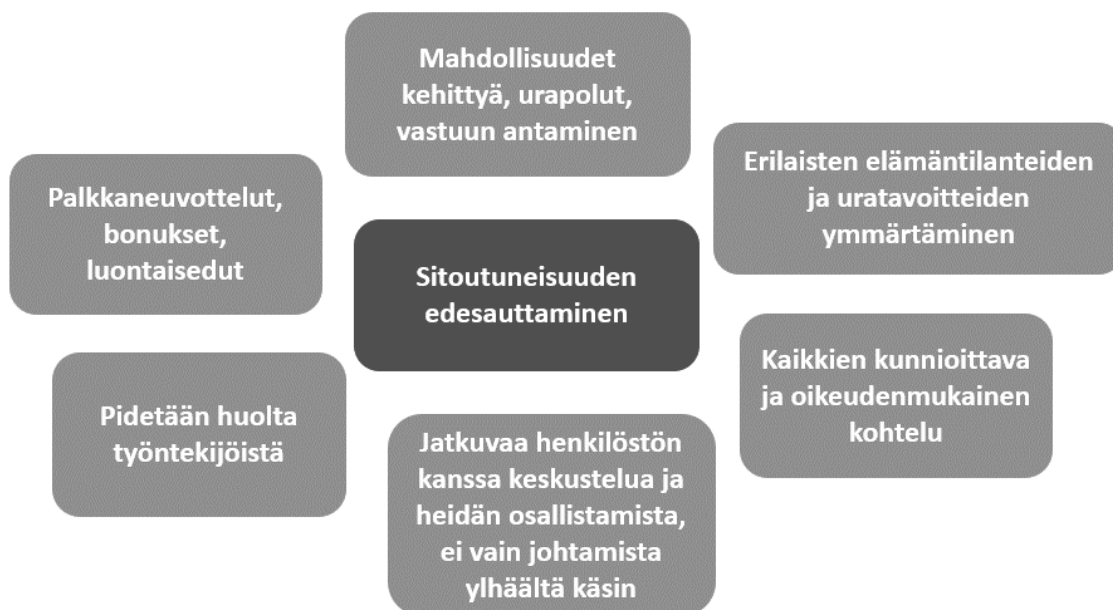 Mahdollisuudet
kehittyä, urapolut,
vastuun antaminen
Erilaisten elämäntilanteiden
ja uratavoitteiden
ymmärtäminen
Palkkaneuvottelut,
bonukset,
luontaisedut
Sitoutuneisuuden
edesauttaminen
Kaikkien kunnioittava
ja oikeudenmukainen
kohtelu
Pidetään huolta
työntekijöistä
Jatkuvaa henkilöstön
kanssa keskustelua ja
heidän osallistamista,
ei vain johtamista
ylhäältä käsin